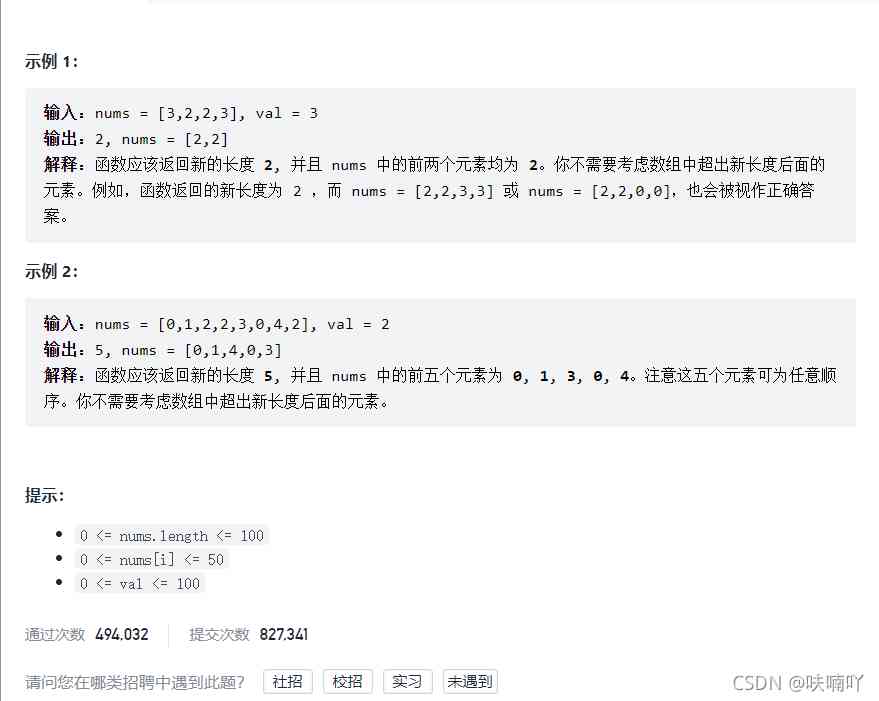 示例 1:
输入：nums = [3,2,2,3], val = 3
输出：2, nums = [2,2]
解释：函数应该返回新的长度 2, 并且 nums 中的前两个元素均为 2。你不需要考虑数组中超出新长度后面的
元素。例如，函数返回的新长度为 2 ，而 nums = [2,2,3,3] 或 nums = [2,2,0,0]，也会被视作正确答
案。
示例 2:
输入：nums = [0,1,2,2,3,0,4,2], val = 2
输出：5, nums = [0,1,4,0,3]
解释：函数应该返回新的长度 5, 并且 nums 中的前五个元素为 0, 1, 3, 0, 4。注意这五个元素可为任意顺
序。你不需要考虑数组中超出新长度后面的元素。
提示:
• 0 <= nums.length <= 100
• 0 <= nums[i] <= 50
• 0 <= val <= 100
通过次数 494,032 提交次数 827,341
请问您在哪类招聘中遇到此题? 社招 校招 实习 未遇到
CSDN @呋喃吖